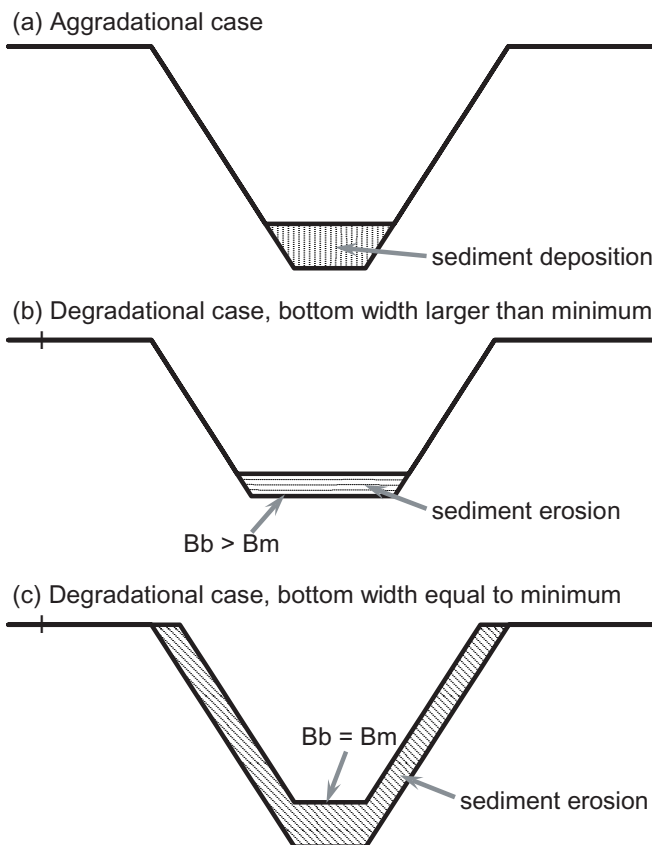 (a) Aggradational case
sediment deposition
(b) Degradational case, bottom width larger than minimum
sediment erosion
Bb > Bm
(c) Degradational case, bottom width equal to minimum
Bb = Bm
sediment erosion